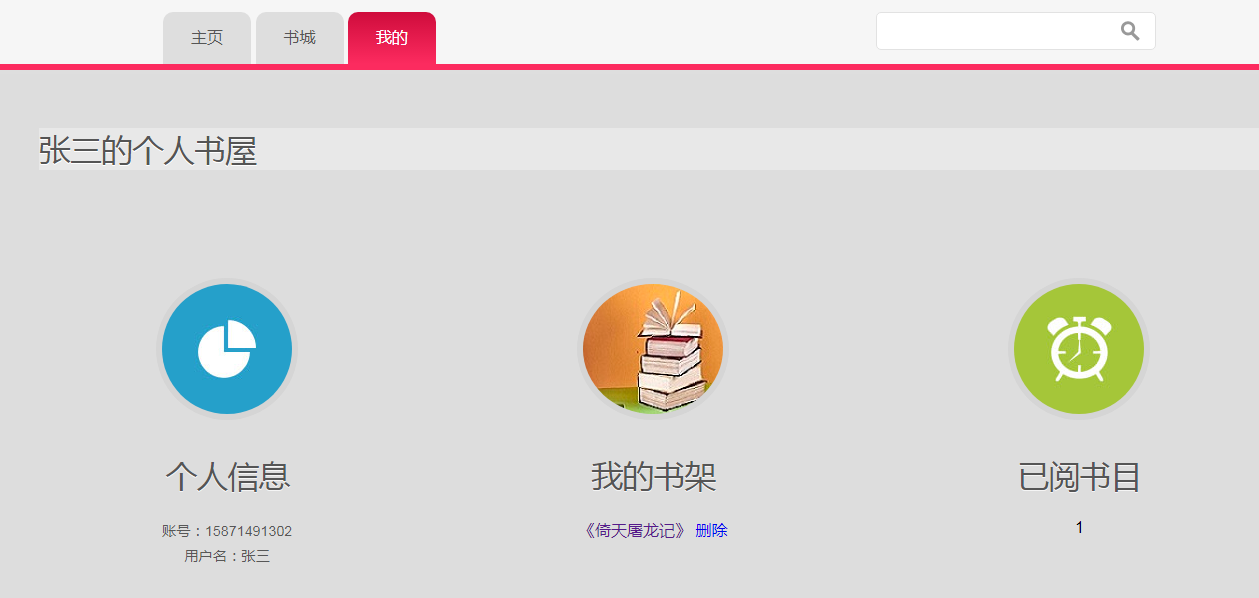 主页 书城 我的
张三的个人书屋
个人信息
账号：15871491302
用户名：张三
我的书架
《倚天屠龙记》 删除
已阅书目
1